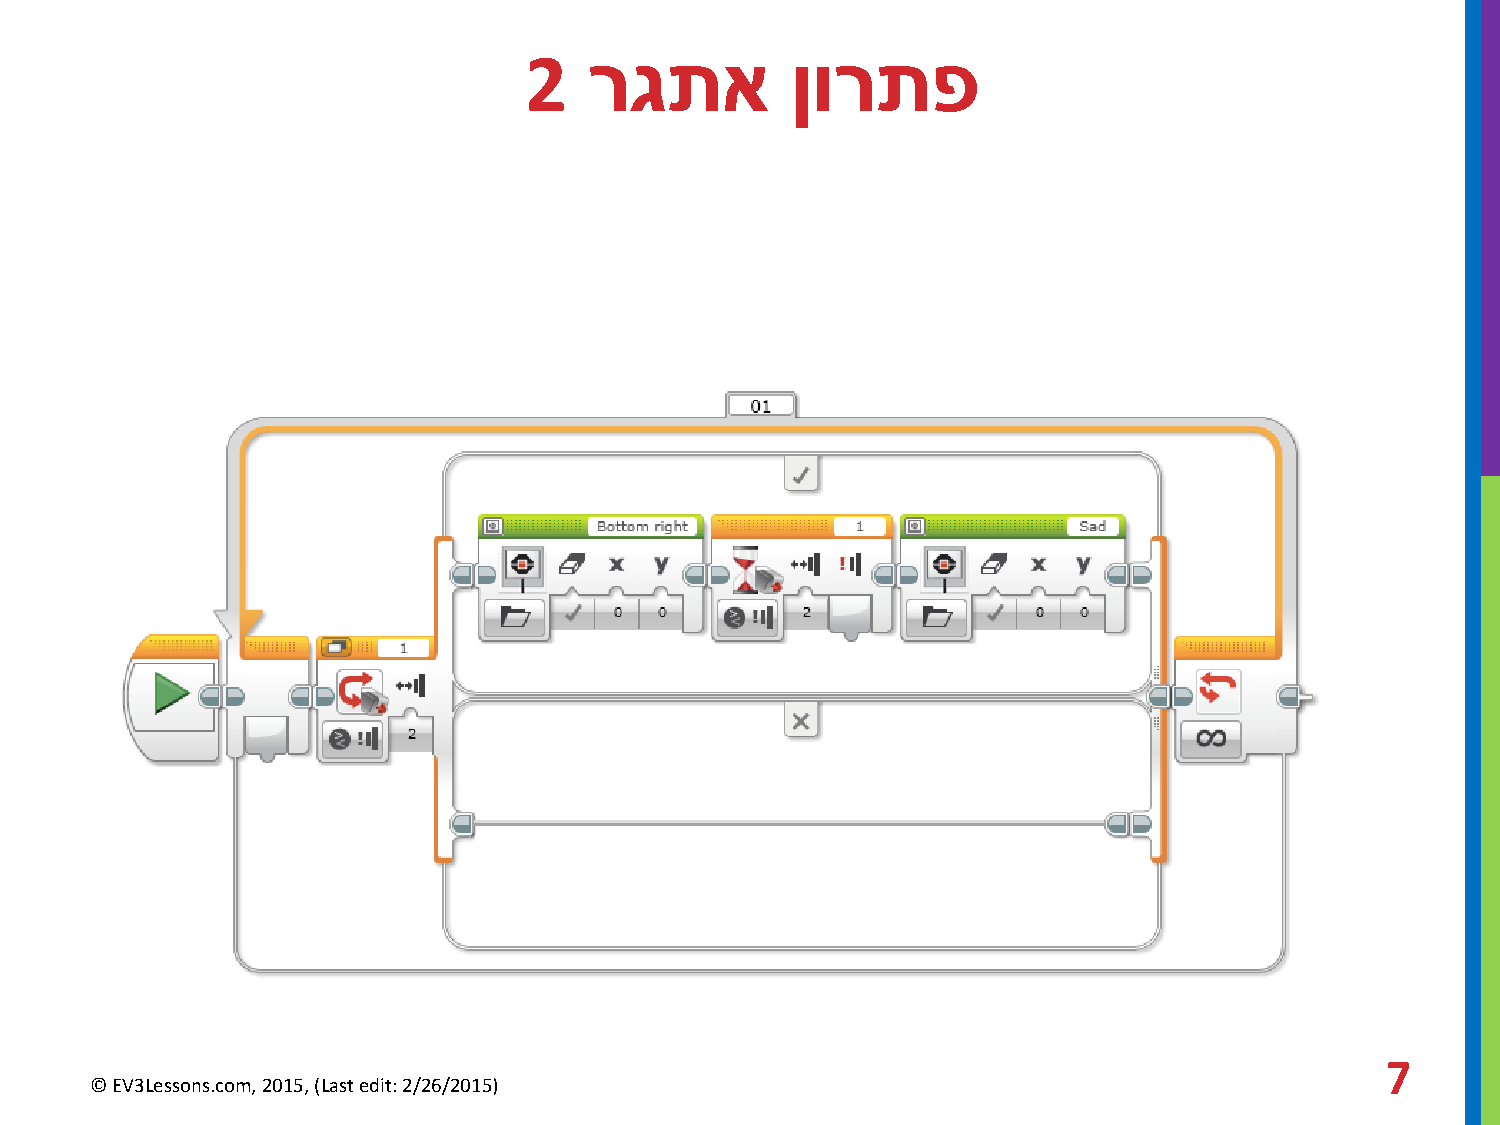 פתרון אתגר 2
01
Bottom right
1
Sad
x y
2
x y
0 0
0 0
1
2
© EV3Lessons.com, 2015, (Last edit: 2/26/2015)
7